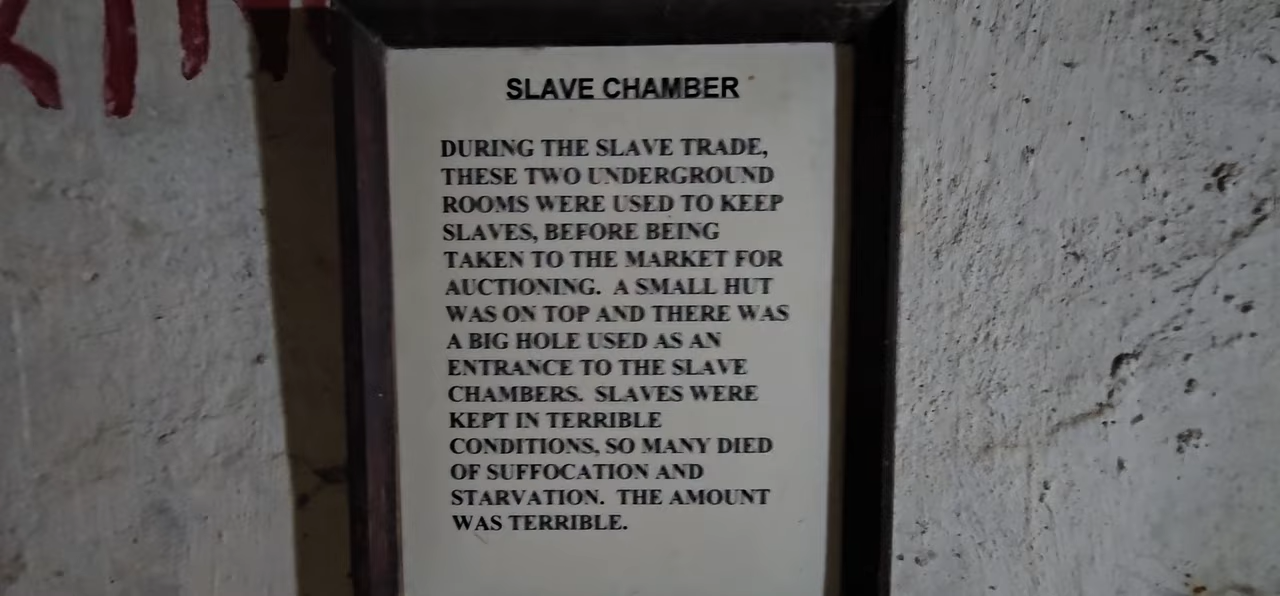 SLAVE CHAMBER
DURING THE SLAVE TRADE,
THESE TWO UNDERGROUND
ROOMS WERE USED TO KEEP
SLAVES, BEFORE BEING
TAKEN TO THE MARKET FOR
AUCTIONING. A SMALL HUT
WAS ON TOP AND THERE WAS
A BIG HOLE USED AS AN
ENTRANCE TO THE SLAVE
CHAMBERS. SLAVES WERE
KEPT IN TERRIBLE
CONDITIONS, SO MANY DIED
OF SUFFOCATION AND
STARVATION. THE AMOUNT
WAS TERRIBLE.